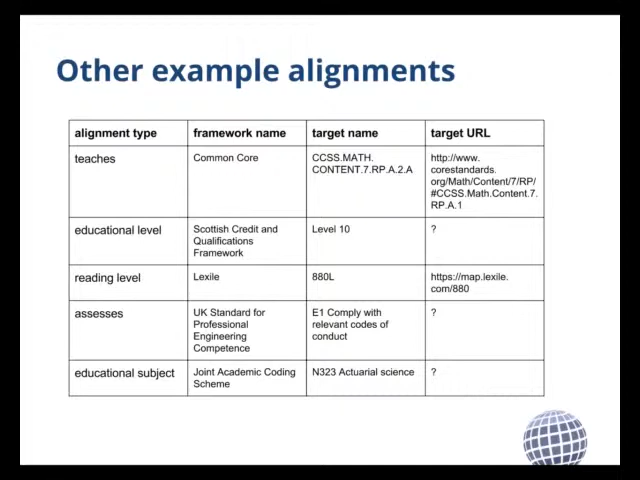 Other example alignments
alignment type framework name target name target URL
teaches Common Core CCSS.MATH. http://www.
CONTENT.7.RP.A.2.A corestandards.
org/Math/Content/7/RP/
#CCSS.Math.Content.7.
RP.A.1
educational level Scottish Credit and Level 10 ?
Qualifications
Framework
reading level Lexile 880L https://map.lexile.
com/880
assesses UK Standard for E1 Comply with ?
Professional relevant codes of
Engineering conduct
Competence
educational subject Joint Academic Coding N323 Actuarial science ?
Scheme